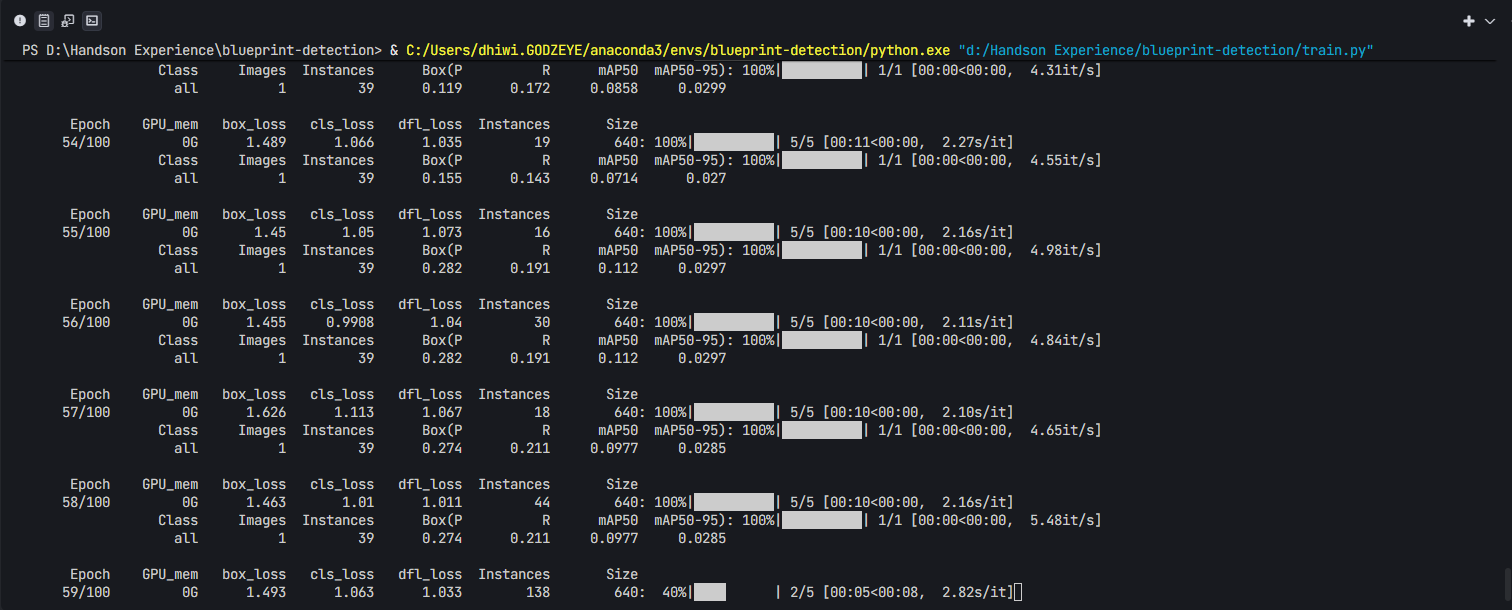 PS D:\Handson Experience\blueprint-detection> & C:/Users/dhiwi.GODZEYE/anaconda3/envs/blueprint-detection/python.exe "d:/Handson Experience/blueprint-detection/train.py"
Class Images Instances Box(P R mAP50 mAP50-95): 100%| | 1/1 [00:00<00:00, 4.31it/s]
all 1 39 0.119 0.172 0.0858 0.0299
Epoch GPU_mem box_loss cls_loss dfl_loss Instances Size
54/100 0G 1.489 1.066 1.035 19 640: 100%| | 5/5 [00:11<00:00, 2.27s/it]
Class Images Instances Box(P R mAP50 mAP50-95): 100%| | 1/1 [00:00<00:00, 4.55it/s]
all 1 39 0.155 0.143 0.0714 0.027
Epoch GPU_mem box_loss cls_loss dfl_loss Instances Size
55/100 0G 1.45 1.05 1.073 16 640: 100%| | 5/5 [00:10<00:00, 2.16s/it]
Class Images Instances Box(P R mAP50 mAP50-95): 100%| | 1/1 [00:00<00:00, 4.98it/s]
all 1 39 0.282 0.191 0.112 0.0297
Epoch GPU_mem box_loss cls_loss dfl_loss Instances Size
56/100 0G 1.455 0.9908 1.04 30 640: 100%| | 5/5 [00:10<00:00, 2.11s/it]
Class Images Instances Box(P R mAP50 mAP50-95): 100%| | 1/1 [00:00<00:00, 4.84it/s]
all 1 39 0.282 0.191 0.112 0.0297
Epoch GPU_mem box_loss cls_loss dfl_loss Instances Size
57/100 0G 1.626 1.113 1.067 18 640: 100%| | 5/5 [00:10<00:00, 2.10s/it]
Class Images Instances Box(P R mAP50 mAP50-95): 100%| | 1/1 [00:00<00:00, 4.65it/s]
all 1 39 0.274 0.211 0.0977 0.0285
Epoch GPU_mem box_loss cls_loss dfl_loss Instances Size
58/100 0G 1.463 1.01 1.011 44 640: 100%| | 5/5 [00:10<00:00, 2.16s/it]
Class Images Instances Box(P R mAP50 mAP50-95): 100%| | 1/1 [00:00<00:00, 5.48it/s]
all 1 39 0.274 0.211 0.0977 0.0285
Epoch GPU_mem box_loss cls_loss dfl_loss Instances Size
59/100 0G 1.493 1.063 1.033 138 640: 40%| | 2/5 [00:05<00:08, 2.82s/it]